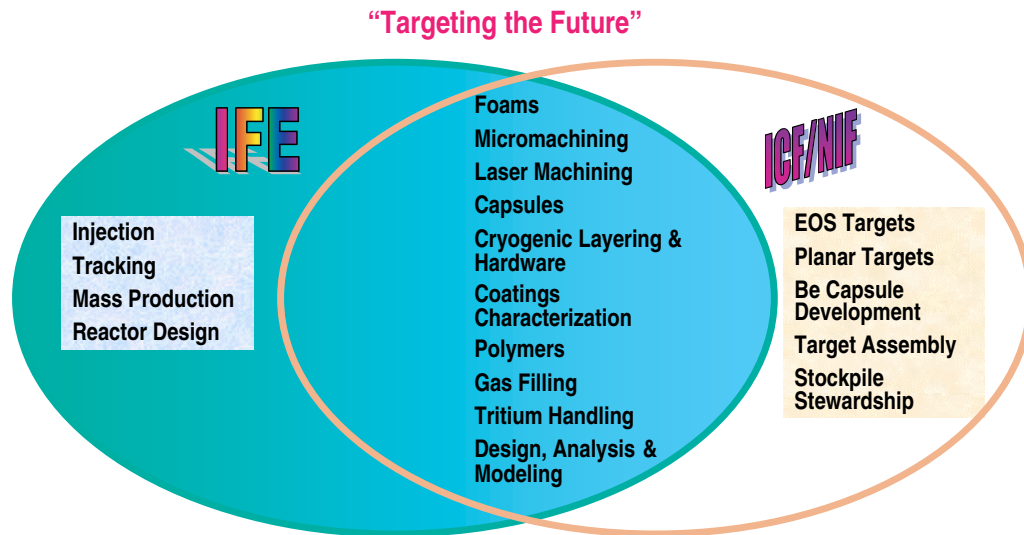 “Targeting the Future”
IFE
Injection
Tracking
Mass Production
Reactor Design
Foams
Micromachining
Laser Machining
Capsules
Cryogenic Layering &
Hardware
Coatings
Characterization
Polymers
Gas Filling
Tritium Handling
Design, Analysis &
Modeling
ICF/NIF
EOS Targets
Planar Targets
Be Capsule
Development
Target Assembly
Stockpile
Stewardship